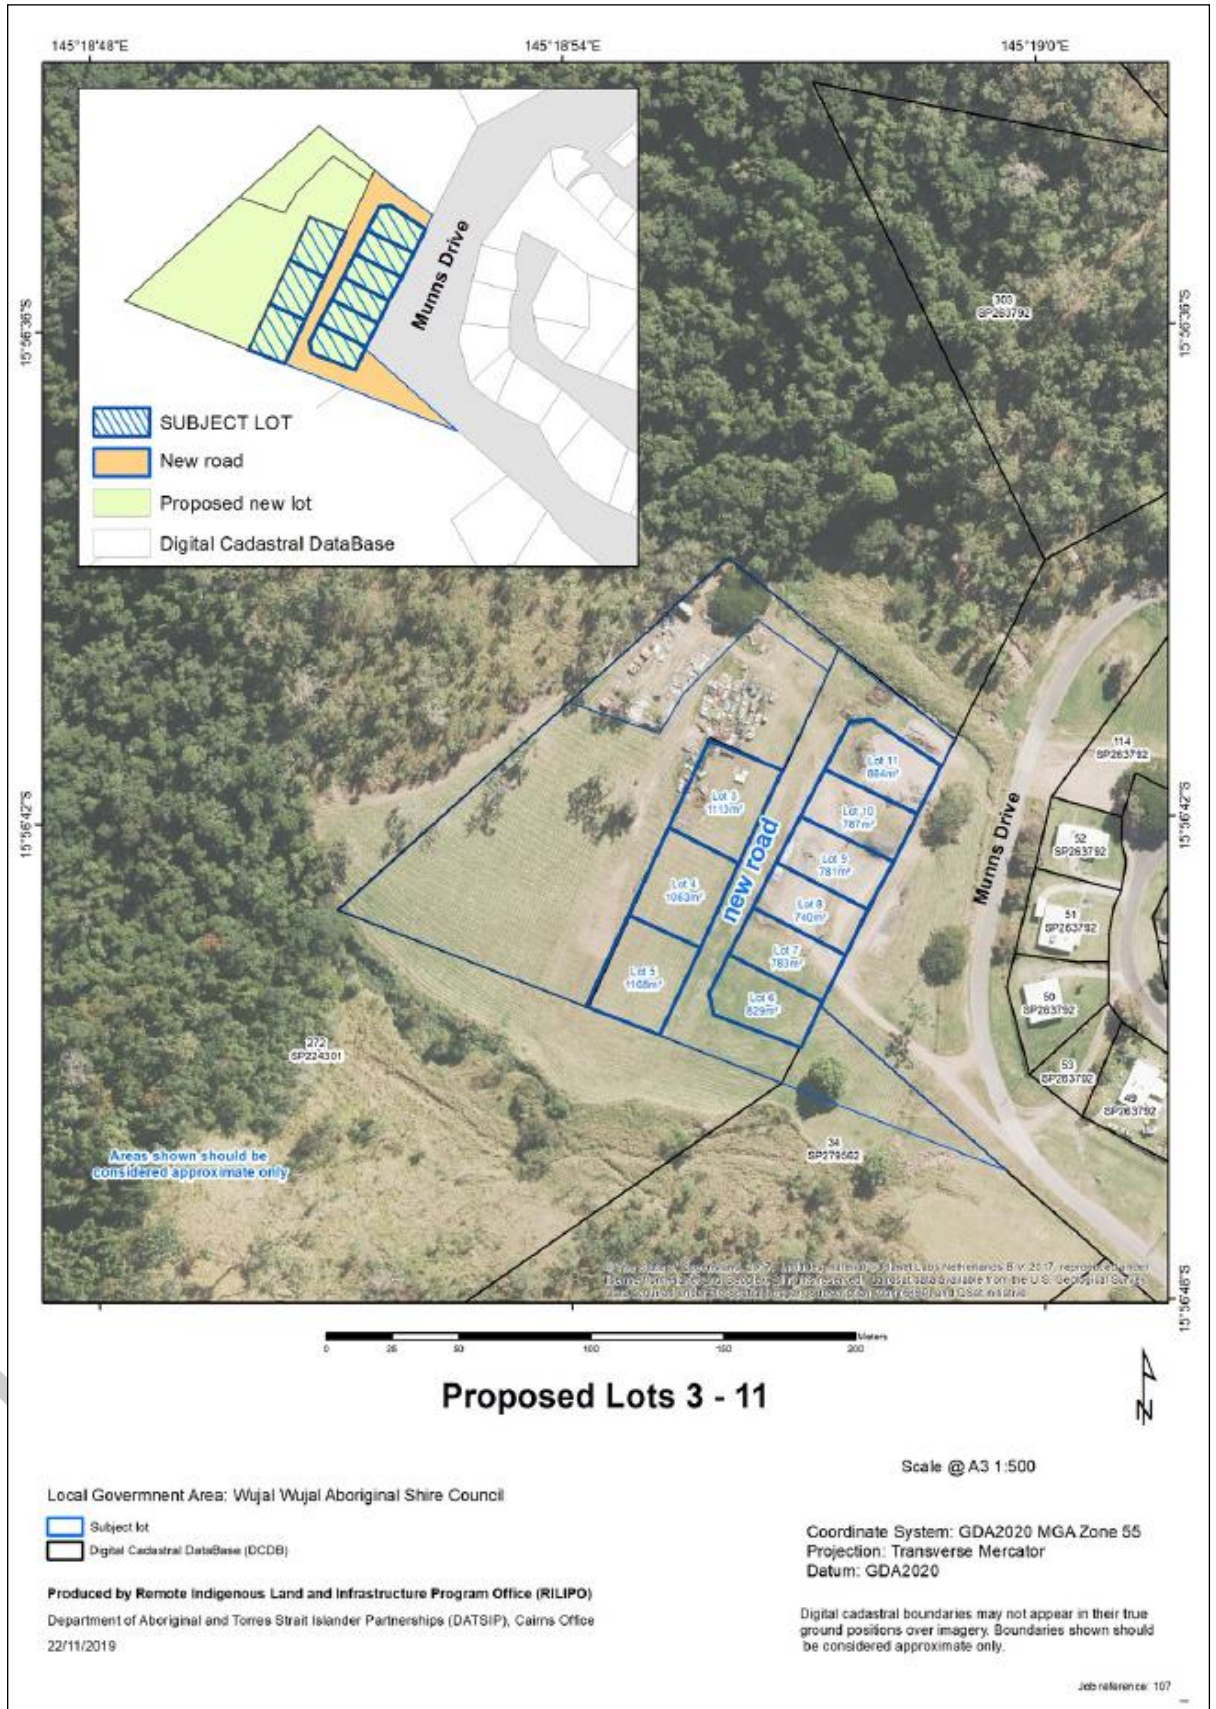 145°18'48"E
145°18'54"E
145°19'0"E
15°56'36"S
15°56'36"S
Munns Drive
SUBJECT LOT
New road
Proposed new lot
Digital Cadastral DataBase
303
SP263792
114
SP263792
Lot 11
884m²
Lot 3
1113m²
Lot 10
787m²
15°56'42"S
15°56'42"S
Munns Drive
52
SP263792
new road
Lot 9
781m²
Lot 4
1063m²
Lot 8
740m²
51
SP263792
Lot 7
783m²
Lot 5
1108m²
Lot 6
829m²
50
SP263792
272
SP224301
53
SP263792
49
SP263792
34
SP279562
Areas shown should be
considered approximate only
15°56'48"S
0 25 50 100 150 200 Meters
Proposed Lots 3 - 11
N
Scale @ A3 1:500
Local Government Area: Wujal Wujal Aboriginal Shire Council
Subject lot
Digital Cadastral DataBase (DCDB)
Coordinate System: GDA2020 MGA Zone 55
Projection: Transverse Mercator
Datum: GDA2020
Produced by Remote Indigenous Land and Infrastructure Program Office (RILIPO)
Department of Aboriginal and Torres Strait Islander Partnerships (DATSIP), Cairns Office
22/11/2019
Digital cadastral boundaries may not appear in their true
ground positions over imagery. Boundaries shown should
be considered approximate only.
Job reference: 107